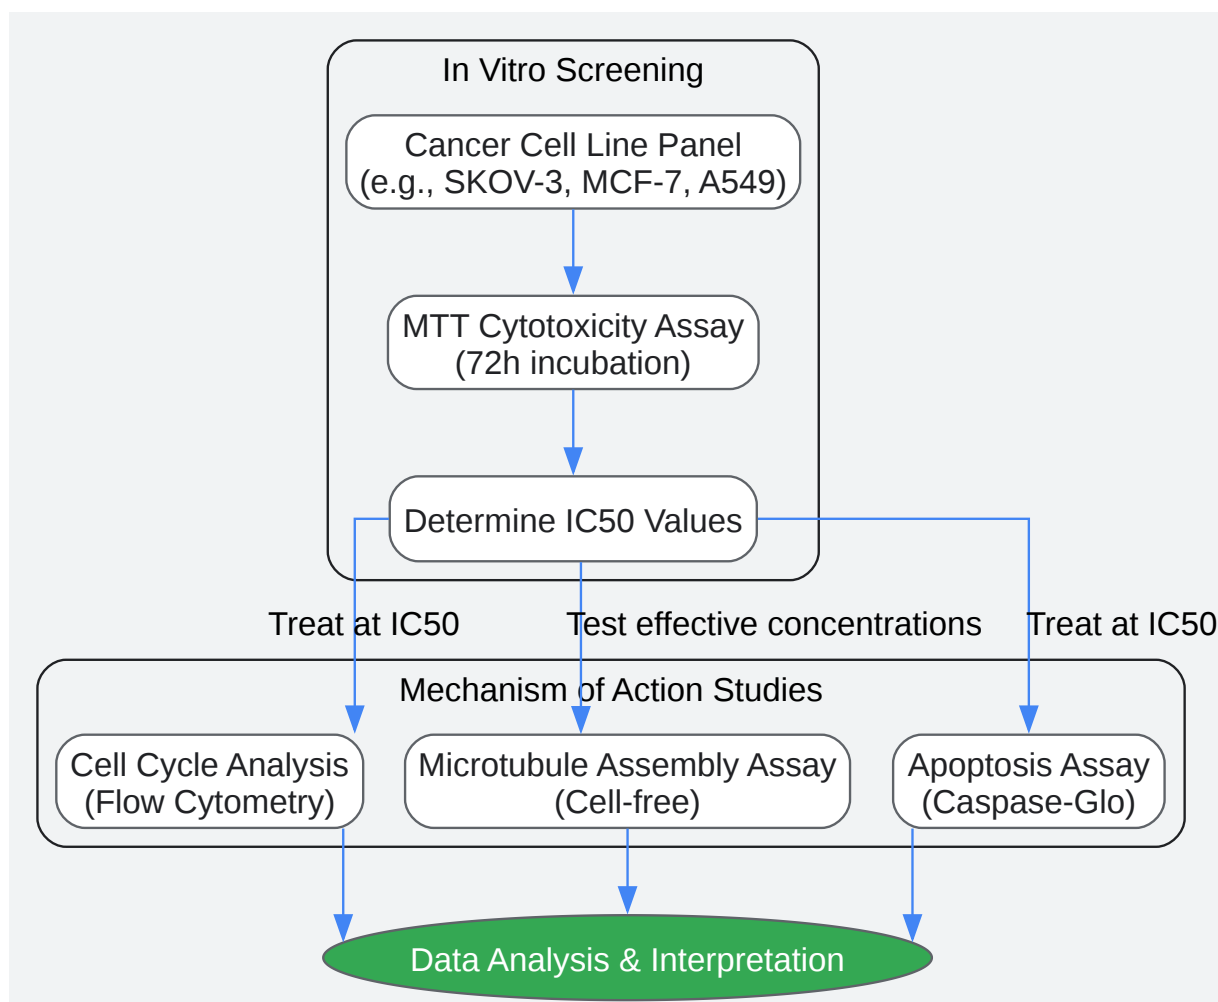 In Vitro Screening
Cancer Cell Line Panel
(e.g., SKOV-3, MCF-7, A549)
MTT Cytotoxicity Assay
(72h incubation)
Determine IC50 Values
Treat at IC50
Test effective concentrations
Treat at IC50
Mechanism of Action Studies
Cell Cycle Analysis
(Flow Cytometry)
Microtubule Assembly Assay
(Cell-free)
Apoptosis Assay
(Caspase-Glo)
Data Analysis & Interpretation